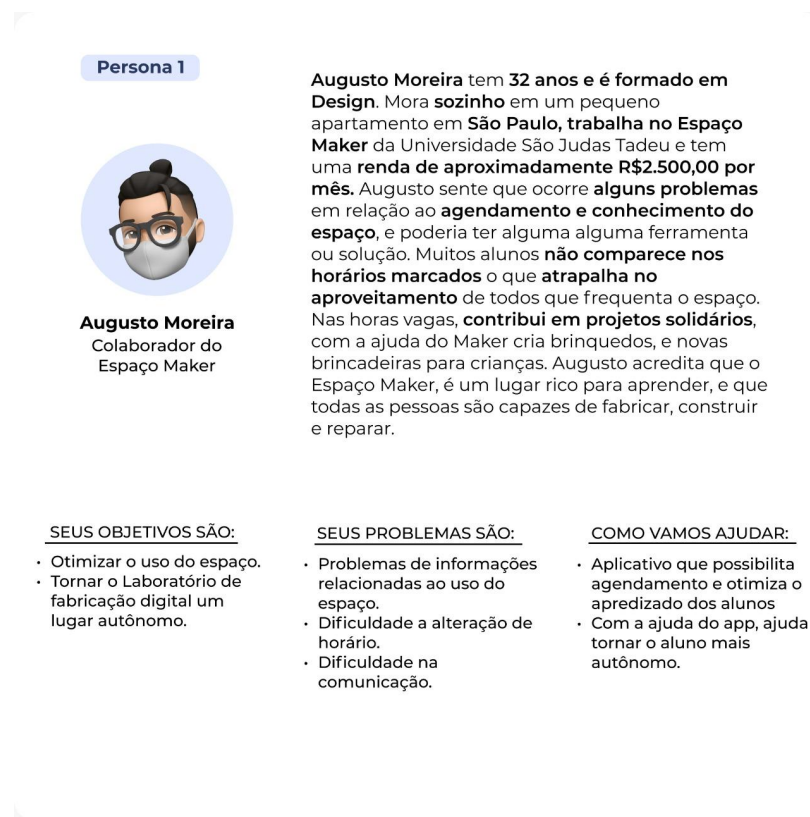 Persona 1
Augusto Moreira tem 32 anos e é formado em
Design. Mora sozinho em um pequeno
apartamento em São Paulo, trabalha no Espaço
Maker da Universidade São Judas Tadeu e tem
uma renda de aproximadamente R$2.500,00 por
mês. Augusto sente que ocorre alguns problemas
em relação ao agendamento e conhecimento do
espaço, e poderia ter alguma alguma ferramenta
ou solução. Muitos alunos não comparece nos
horários marcados o que atrapalha no
aproveitamento de todos que frequenta o espaço.
Nas horas vagas, contribui em projetos solidários,
com a ajuda do Maker cria brinquedos, e novas
brincadeiras para crianças. Augusto acredita que o
Espaço Maker, é um lugar rico para aprender, e que
todas as pessoas são capazes de fabricar, construir
e reparar.
Augusto Moreira
Colaborador do
Espaço Maker
SEUS OBJETIVOS SÃO:
• Otimizar o uso do espaço.
• Tornar o Laboratório de
fabricação digital um
lugar autônomo.
SEUS PROBLEMAS SÃO:
• Problemas de informações
relacionadas ao uso do
espaço.
• Dificuldade a alteração de
horário.
• Dificuldade na
comunicação.
COMO VAMOS AJUDAR:
• Aplicativo que possibilita
agendamento e otimiza o
apredizado dos alunos
• Com a ajuda do app, ajuda
tornar o aluno mais
autônomo.